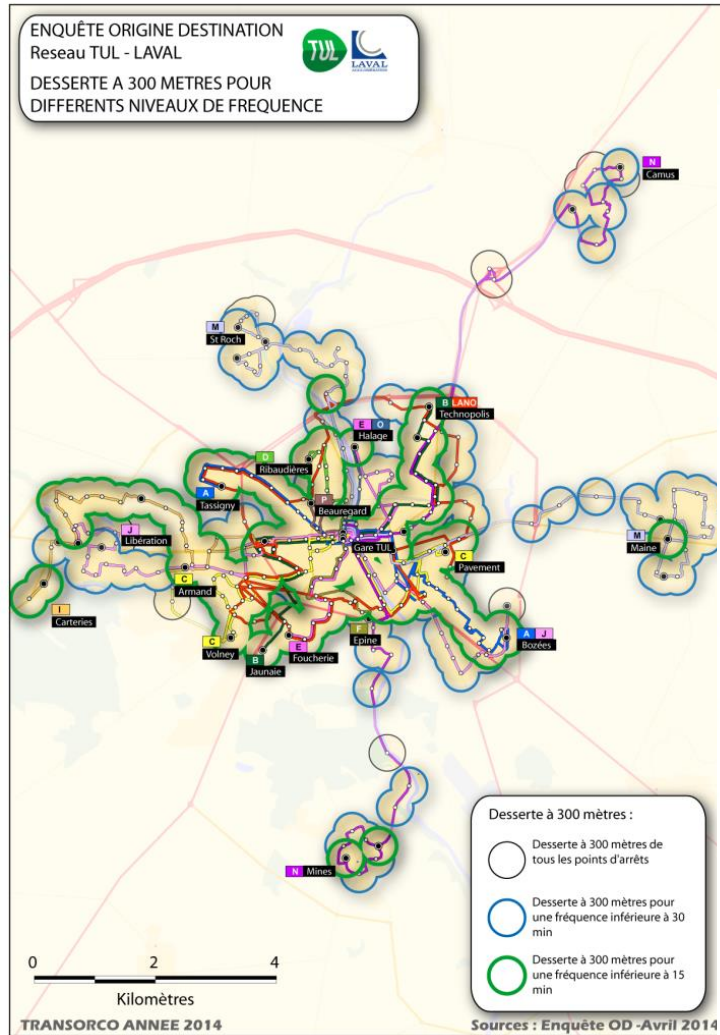 ENQUÊTE ORIGINE DESTINATION
Reseau TUL - LAVAL
TUL
LAVAL
DESSERTE A 300 METRES POUR
DIFFERENTS NIVEAUX DE FREQUENCE
N
Camus
M
St Roch
B LANO
Technopolis
E O
Halage
D
Ribaudières
A
Tassigny
P
Beauregard
J
Libération
Gare TUL
M
Maine
C
Pavement
C
Armand
I
Carteries
C
Volney
F
Epine
A J
Bozées
E
Foucherie
B
Jaunaie
N Mines
Desserte à 300 mètres :
Desserte à 300 mètres de
tous les points d'arrêts
Desserte à 300 mètres pour
une fréquence inférieure à 30
min
Desserte à 300 mètres pour
une fréquence inférieure à 15
min
0 2 4
Kilomètres
TRANSORCO ANNEE 2014
Sources : Enquête OD -Avril 2014